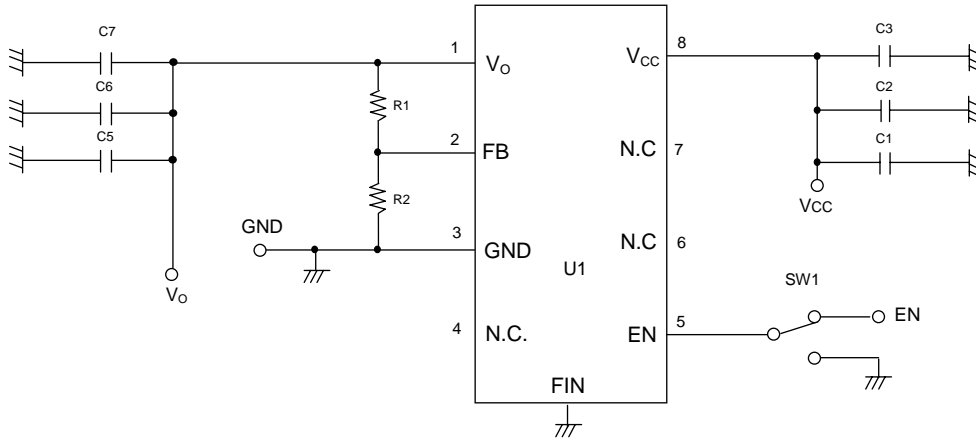 C7
C6
C5
VO
GND
R1
R2
1
2
3
4
VO
FB
GND
N.C.
U1
FIN
VCC
N.C
N.C
EN
8
7
6
5
C3
C2
C1
VCC
SW1
EN